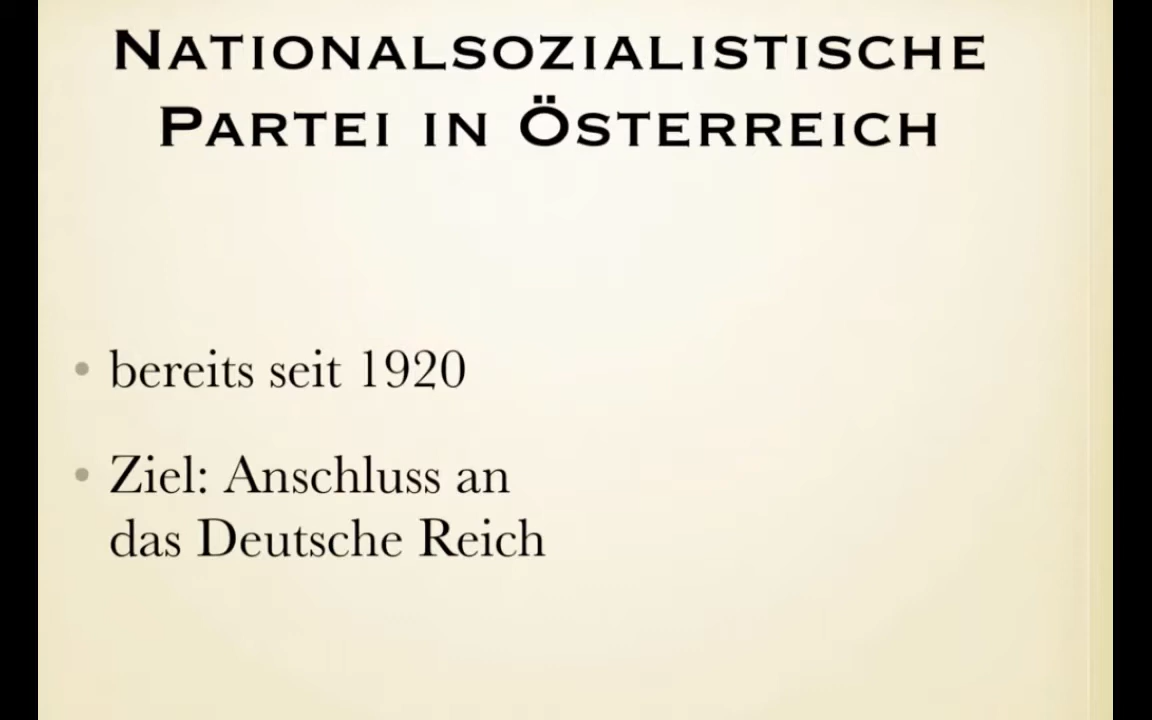 NATIONALSOZIALISTISCHE
PARTEI IN ÖSTERREICH
• bereits seit 1920
• Ziel: Anschluss an
das Deutsche Reich